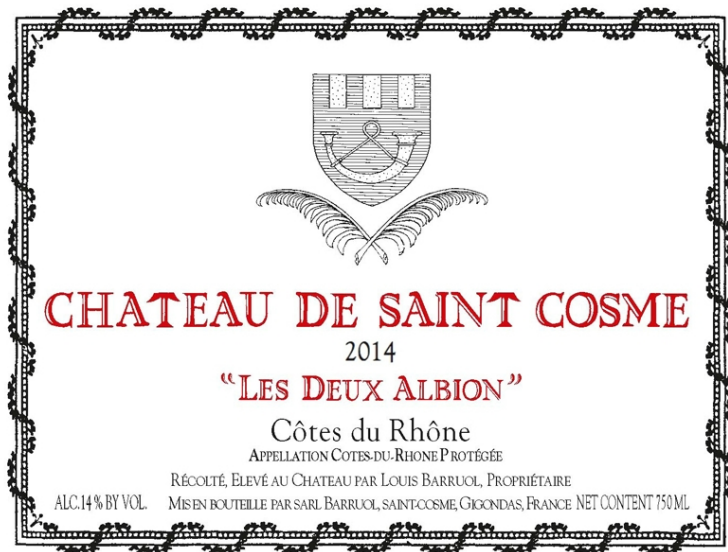 CHATEAU DE SAINT COSME
2014
“LES DEUX ALBION”
Côtes du Rhône
APPELLATION COTES-DU-RHONE PROTÉGÉE
RÉCOLTÉ, ELEVÉ AU CHATEAU PAR LOUIS BARRUOL, PROPRIÉTAIRE
ALC.14 % BY VOL. MIS EN BOUTEILLE PAR SARL BARRUOL, SAINT-COSME, GIGONDAS, FRANCE NET CONTENT 750 ML